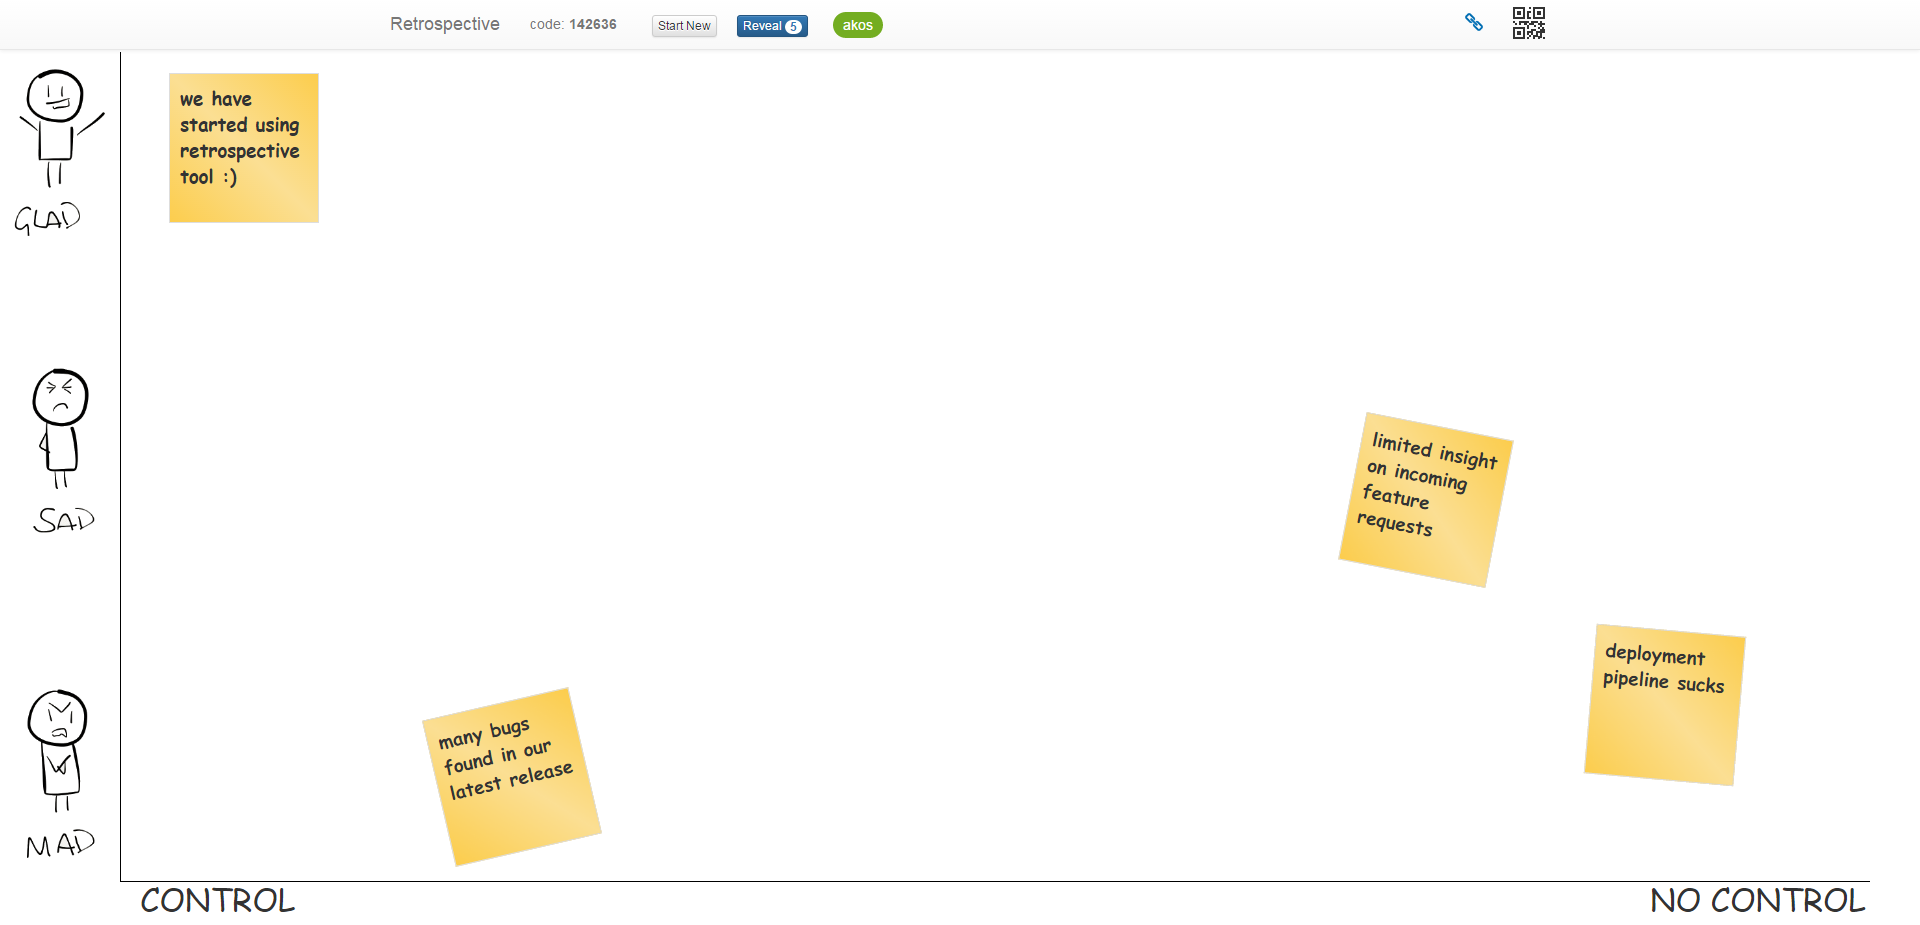 Retrospective code: 142636 Start New Reveal 5 akos
we have
started using
retrospective
tool :)
GLAD
SAD
limited insight
on incoming
feature
requests
deployment
pipeline sucks
many bugs
found in our
latest release
MAD
CONTROL
NO CONTROL